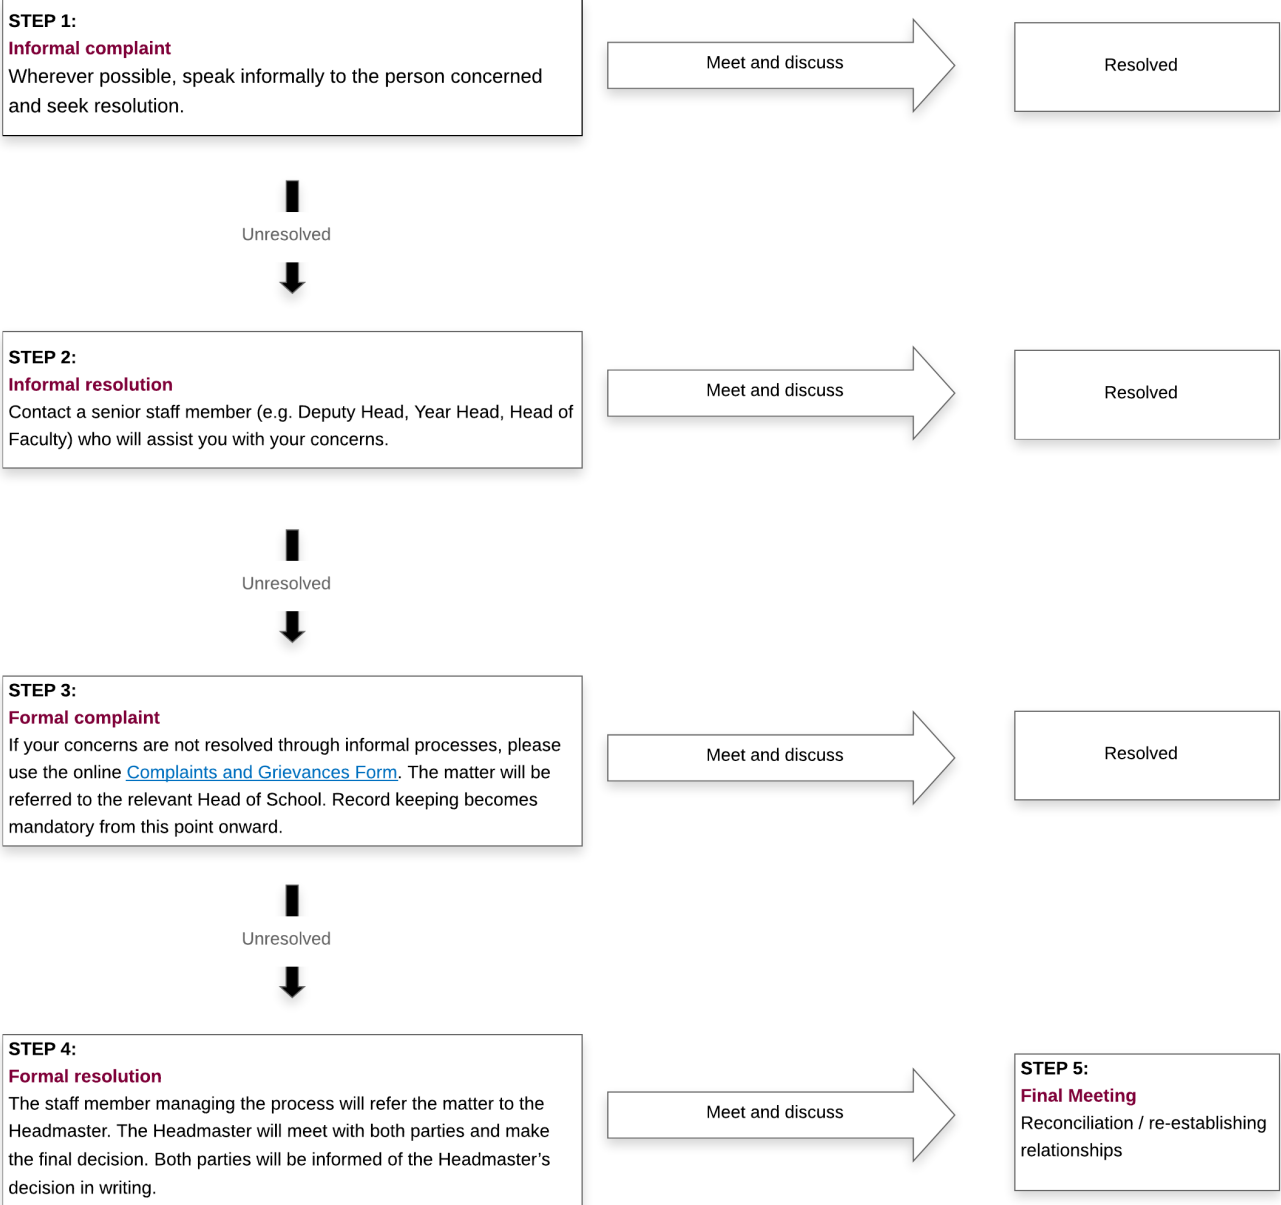 STEP 1:
Informal complaint
Wherever possible, speak informally to the person concerned
and seek resolution.
Meet and discuss
Resolved
Unresolved
STEP 2:
Informal resolution
Contact a senior staff member (e.g. Deputy Head, Year Head, Head of
Faculty) who will assist you with your concerns.
Meet and discuss
Resolved
Unresolved
STEP 3:
Formal complaint
If your concerns are not resolved through informal processes, please
use the online Complaints and Grievances Form. The matter will be
referred to the relevant Head of School. Record keeping becomes
mandatory from this point onward.
Meet and discuss
Resolved
Unresolved
STEP 4:
Formal resolution
The staff member managing the process will refer the matter to the
Headmaster. The Headmaster will meet with both parties and make
the final decision. Both parties will be informed of the Headmaster’s
decision in writing.
Meet and discuss
STEP 5:
Final Meeting
Reconciliation / re-establishing
relationships